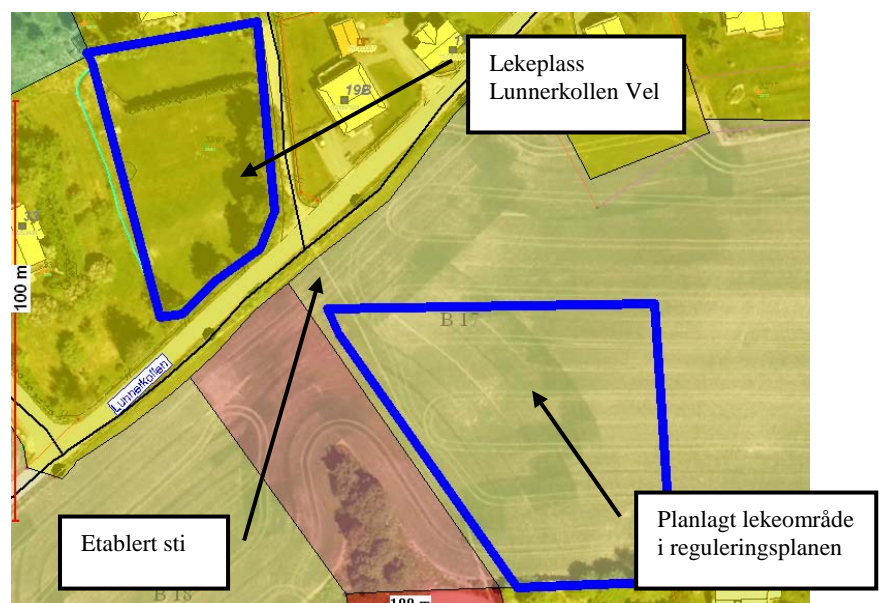 Lekeplass
Lunnerkollen Vel
19B
33
100 m
B 17
Lunnerkollen
Etablert sti
Planlagt lekeområde
i reguleringsplanen
B 18